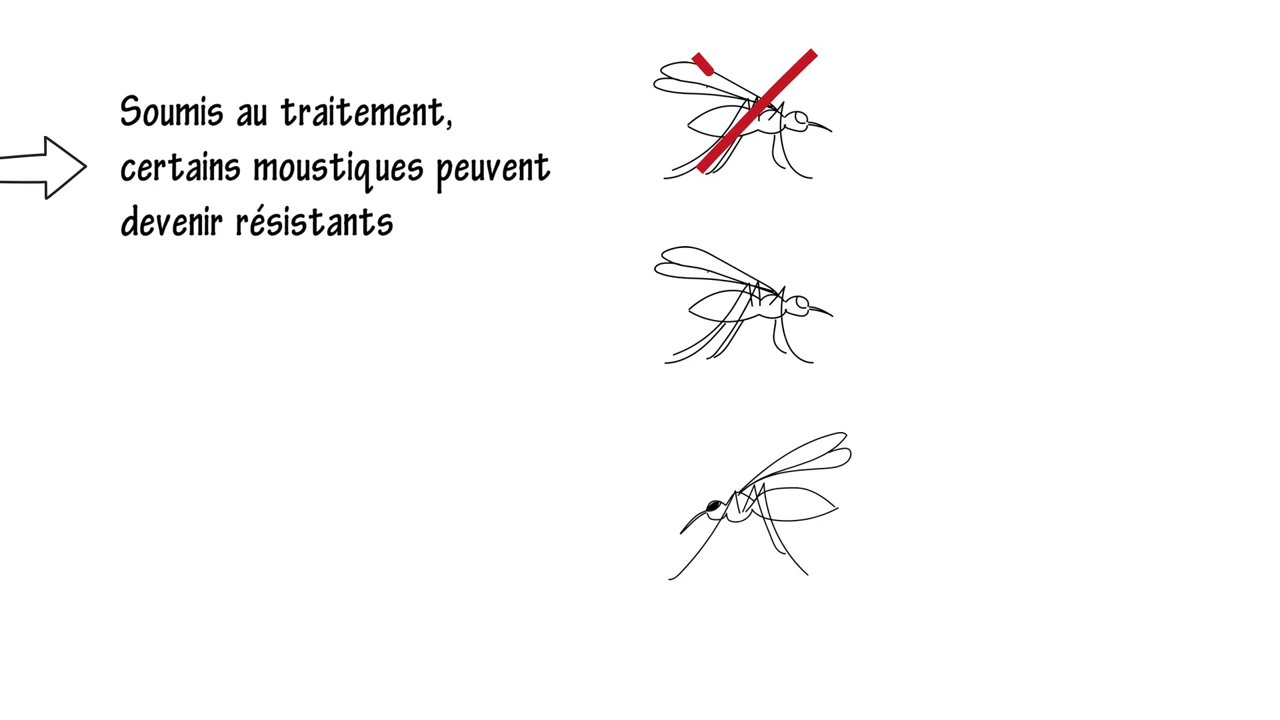 Soumis au traitement,
certains moustiques peuvent
devenir résistants